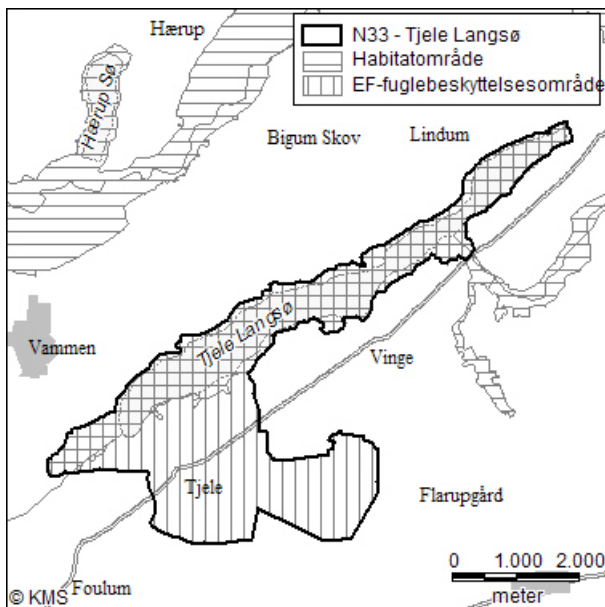 Hærup
N33 - Tjele Langsø
Habitatområde
EF-fuglebeskyttelsesområde
Hærup Sø
Bigum Skov
Lindum
Tjele Langsø
Vammen
Vinge
Tjele
Flarupgård
0 1.000 2.000
meter
Foulum
© KMS